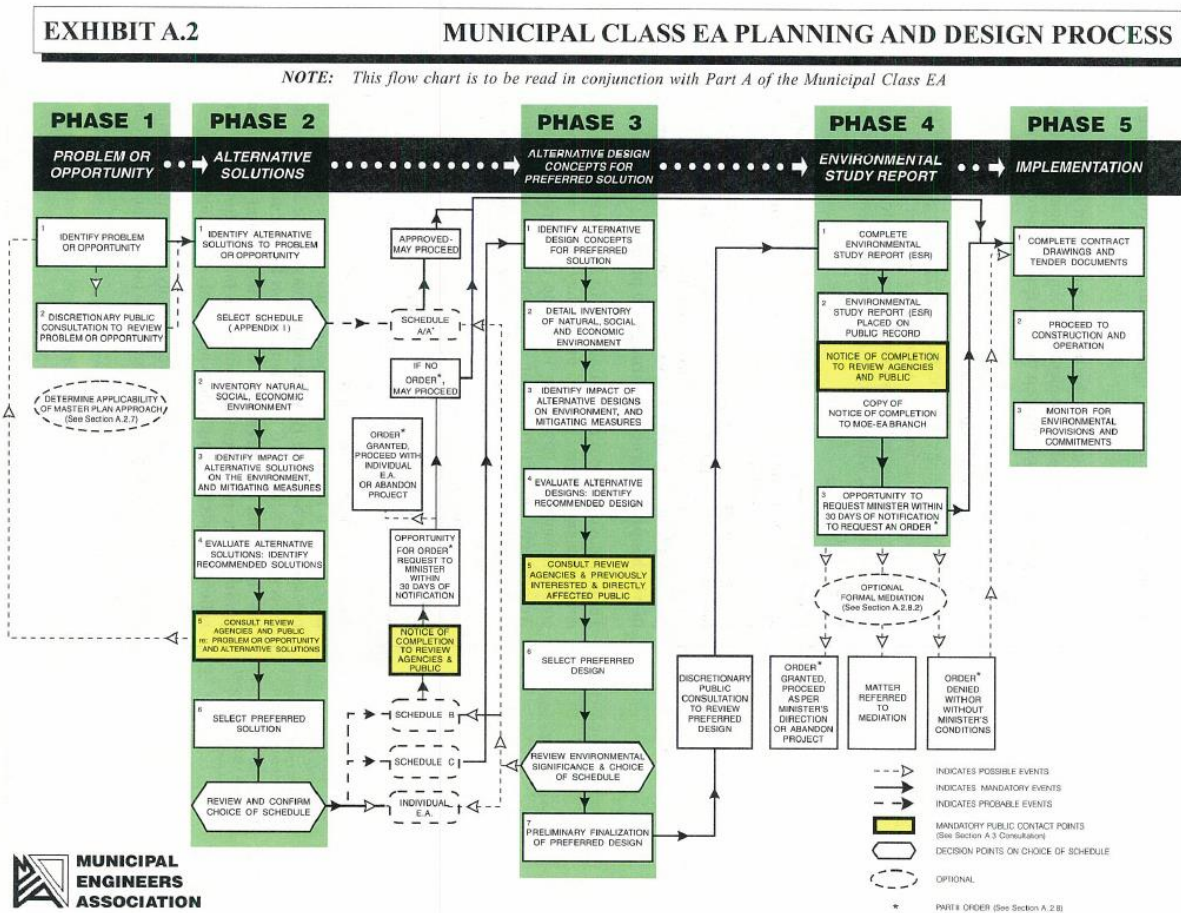 EXHIBIT A.2
MUNICIPAL CLASS EA PLANNING AND DESIGN PROCESS
NOTE: This flow chart is to be read in conjunction with Part A of the Municipal Class EA
PHASE 1
PROBLEM OR
OPPORTUNITY
1 IDENTIFY PROBLEM
OR OPPORTUNITY
2 DISCRETIONARY PUBLIC
CONSULTATION TO REVIEW
PROBLEM OR OPPORTUNITY
DETERMINE APPLICABILITY
OF MASTER PLAN APPROACH
(See Section A.2.7)
PHASE 2
ALTERNATIVE
SOLUTIONS
1 IDENTIFY ALTERNATIVE
SOLUTIONS TO PROBLEM
OR OPPORTUNITY
SELECT SCHEDULE
(APPENDIX I)
2 INVENTORY NATURAL,
SOCIAL, ECONOMIC
ENVIRONMENT
3 IDENTIFY IMPACT OF
ALTERNATIVE SOLUTIONS
ON THE ENVIRONMENT,
AND MITIGATING MEASURES
4 EVALUATE ALTERNATIVE
SOLUTIONS: IDENTIFY
RECOMMENDED SOLUTIONS
5 CONSULT REVIEW
AGENCIES AND PUBLIC
re: PROBLEM OR OPPORTUNITY
AND ALTERNATIVE SOLUTIONS
6 SELECT PREFERRED
SOLUTION
REVIEW AND CONFIRM
CHOICE OF SCHEDULE
APPROVED-
MAY PROCEED
SCHEDULE
A/A+
IF NO
ORDER*,
MAY PROCEED
ORDER*
GRANTED,
PROCEED WITH
INDIVIDUAL
E.A.
OR ABANDON
PROJECT
OPPORTUNITY
FOR ORDER*
REQUEST TO
MINISTER
WITHIN
30 DAYS OF
NOTIFICATION
NOTICE OF
COMPLETION
TO REVIEW
AGENCIES &
PUBLIC
SCHEDULE B
SCHEDULE C
INDIVIDUAL
E.A.
PHASE 3
ALTERNATIVE DESIGN
CONCEPTS FOR
PREFERRED SOLUTION
1 IDENTIFY ALTERNATIVE
DESIGN CONCEPTS
FOR PREFERRED
SOLUTION
2 DETAIL INVENTORY
OF NATURAL, SOCIAL
AND ECONOMIC
ENVIRONMENT
3 IDENTIFY IMPACT OF
ALTERNATIVE DESIGNS
ON ENVIRONMENT, AND
MITIGATING MEASURES
4 EVALUATE ALTERNATIVE
DESIGNS: IDENTIFY
RECOMMENDED DESIGN
5 CONSULT REVIEW
AGENCIES & PREVIOUSLY
INTERESTED & DIRECTLY
AFFECTED PUBLIC
6 SELECT PREFERRED
DESIGN
REVIEW ENVIRONMENTAL
SIGNIFICANCE & CHOICE
OF SCHEDULE
7 PRELIMINARY FINALIZATION
OF PREFERRED DESIGN
DISCRETIONARY
PUBLIC
CONSULTATION
TO REVIEW
PREFERRED
DESIGN
PHASE 4
ENVIRONMENTAL
STUDY REPORT
1 COMPLETE
ENVIRONMENTAL
STUDY REPORT (ESR)
2 ENVIRONMENTAL
STUDY REPORT (ESR)
PLACED ON
PUBLIC RECORD
NOTICE OF COMPLETION
TO REVIEW AGENCIES
AND PUBLIC
COPY OF
NOTICE OF COMPLETION
TO MOE-EA BRANCH
3 OPPORTUNITY TO
REQUEST MINISTER WITHIN
30 DAYS OF NOTIFICATION
TO REQUEST AN ORDER*
OPTIONAL
FORMAL MEDIATION
(See Section A.2.8.2)
ORDER*
GRANTED,
PROCEED
AS PER
MINISTER'S
DIRECTION
OR ABANDON
PROJECT
MATTER
REFERRED
TO
MEDIATION
ORDER*
DENIED WITH OR
WITHOUT
MINISTER'S
CONDITIONS
PHASE 5
IMPLEMENTATION
1 COMPLETE CONTRACT
DRAWINGS AND
TENDER DOCUMENTS
2 PROCEED TO
CONSTRUCTION AND
OPERATION
3 MONITOR FOR
ENVIRONMENTAL
PROVISIONS AND
COMMITMENTS
INDICATES POSSIBLE EVENTS
INDICATES MANDATORY EVENTS
INDICATES PROBABLE EVENTS
MANDATORY PUBLIC CONTACT POINTS
(See Section A.3 Consultation)
DECISION POINTS ON CHOICE OF SCHEDULE
OPTIONAL
* PART II ORDER (See Section A.2.8)
MEA
MUNICIPAL
ENGINEERS
ASSOCIATION